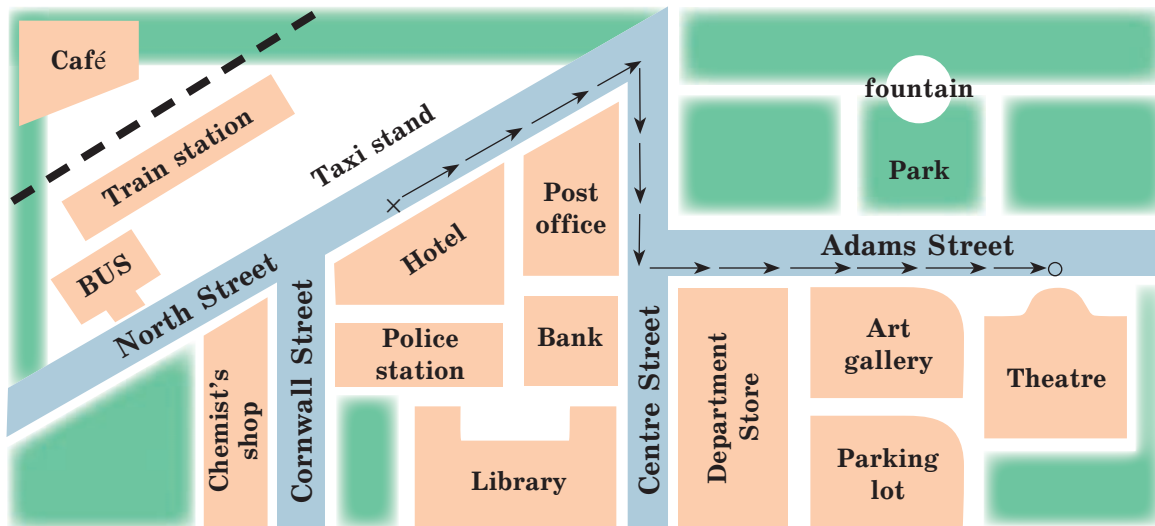 Café
Train station
Taxi stand
BUS
North Street
Hotel
Post
office
fountain
Park
Adams Street
Chemist's
shop
Cornwall Street
Police
station
Bank
Library
Centre Street
Department
Store
Art
gallery
Parking
lot
Theatre